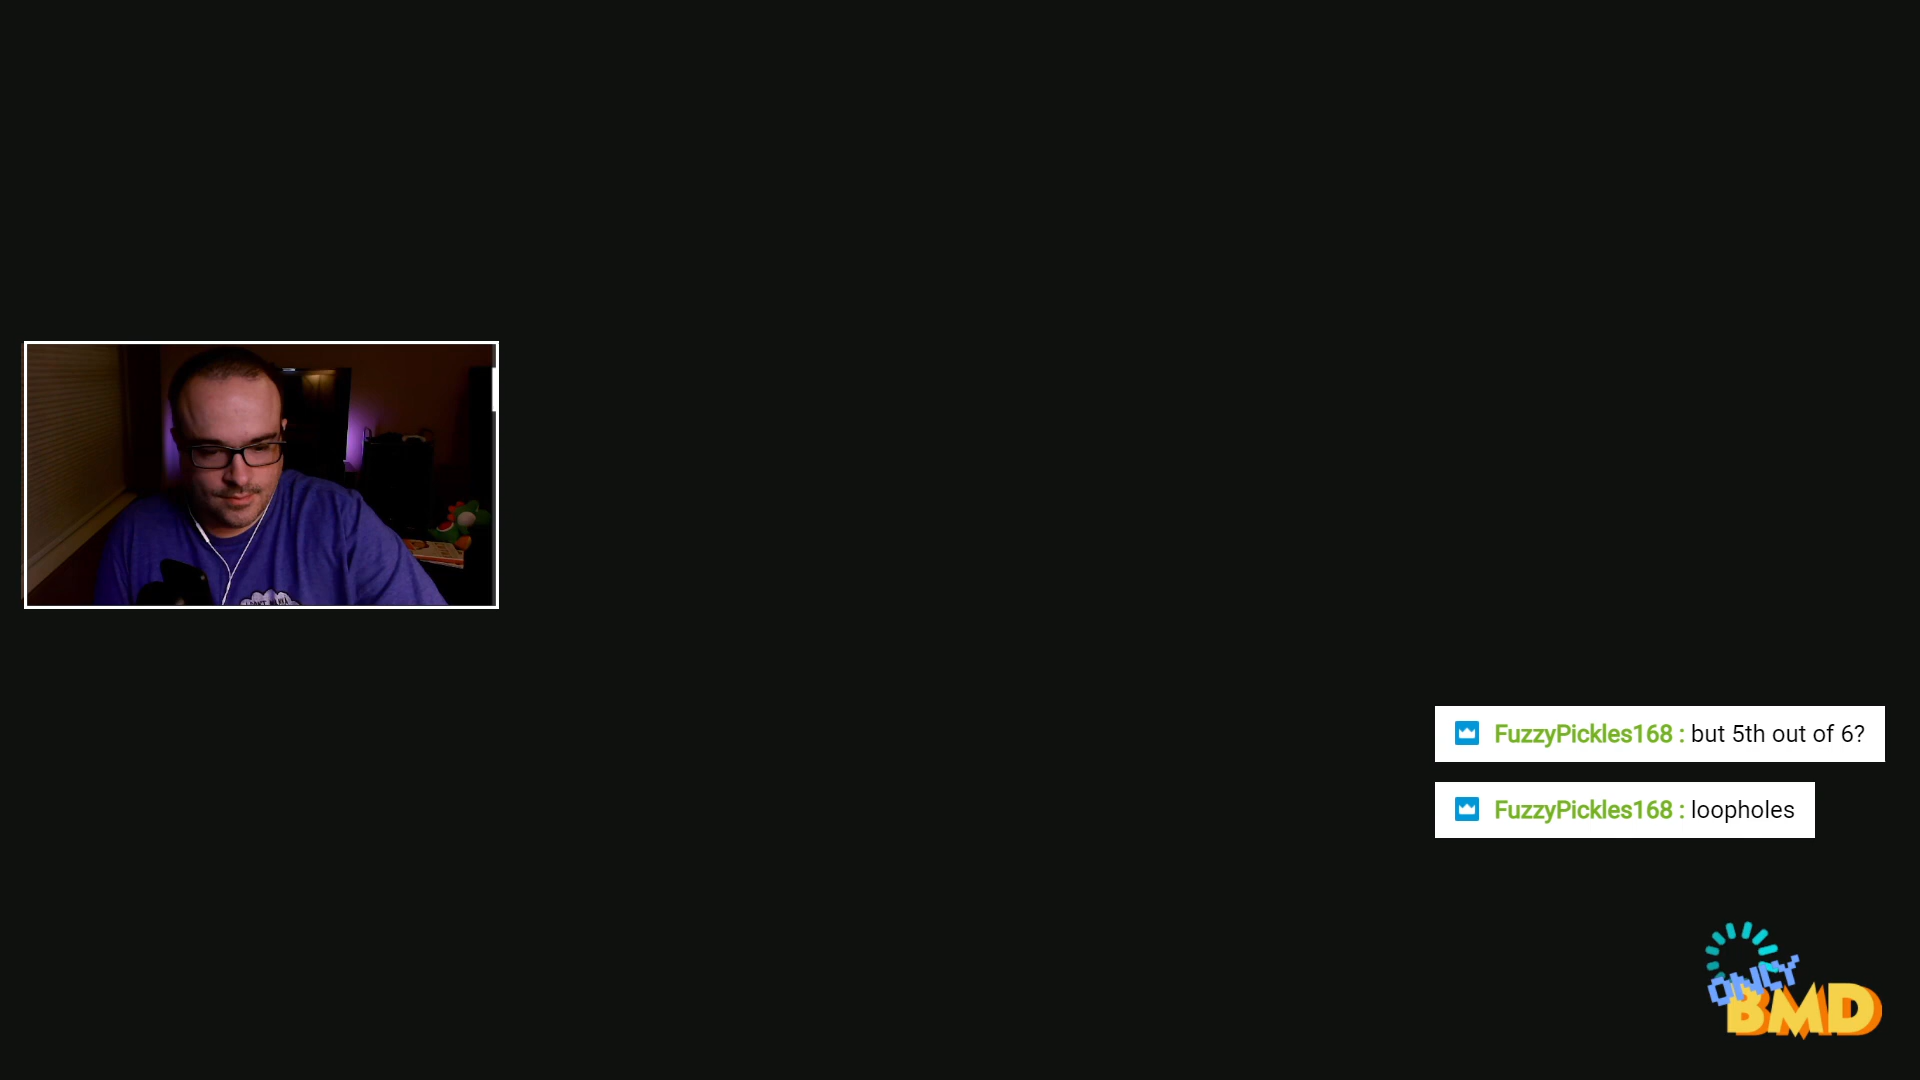 FuzzyPickles168 : but 5th out of 6?
FuzzyPickles168 : loopholes
ONLY
BMD